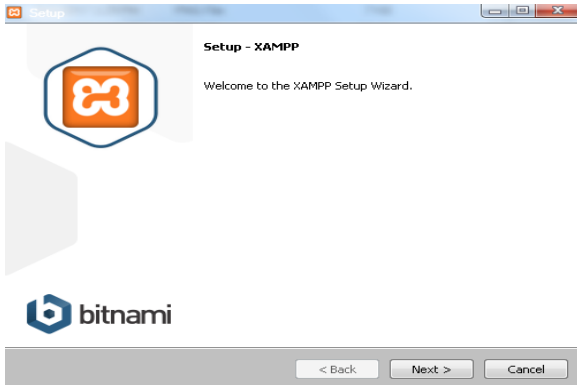 Setup
Setup - XAMPP
Welcome to the XAMPP Setup Wizard.
bitnami
< Back
Next >
Cancel